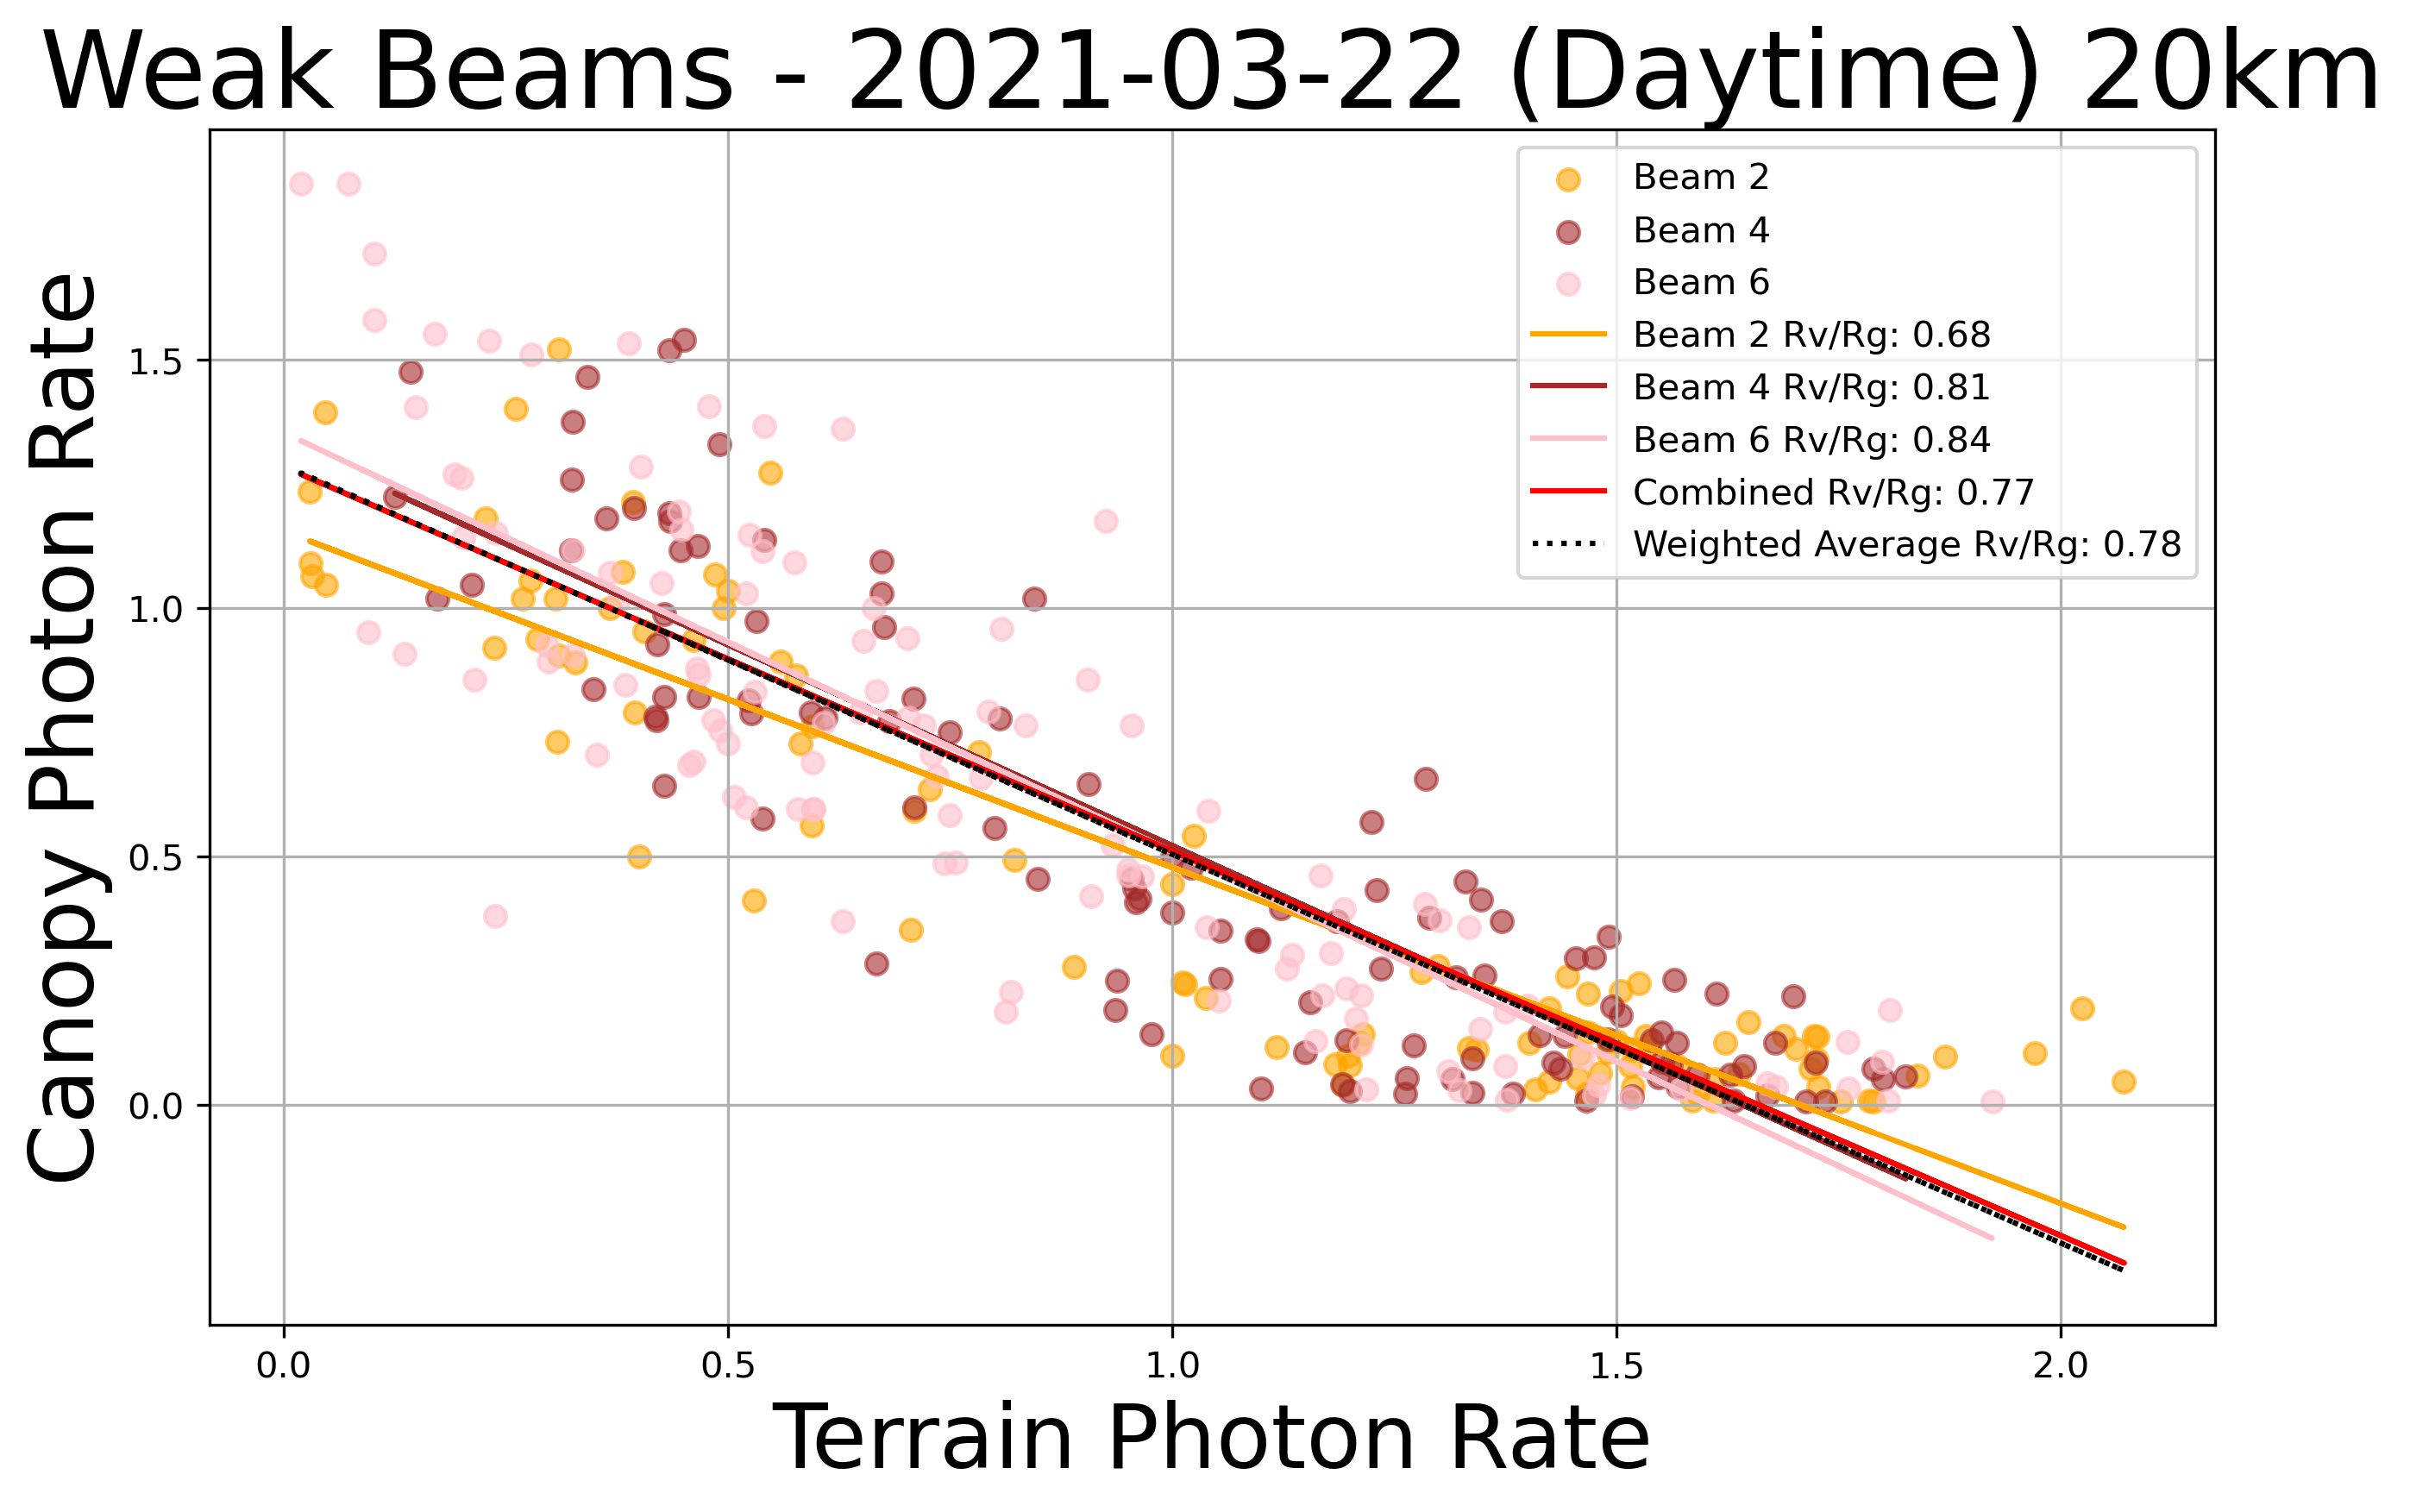 Weak Beams - 2021-03-22 (Daytime) 20km
Canopy Photon Rate
1.5
1.0
0.5
0.0
Beam 2
Beam 4
Beam 6
Beam 2 Rv/Rg: 0.68
Beam 4 Rv/Rg: 0.81
Beam 6 Rv/Rg: 0.84
Combined Rv/Rg: 0.77
Weighted Average Rv/Rg: 0.78
0.0 0.5 1.0 1.5 2.0
Terrain Photon Rate